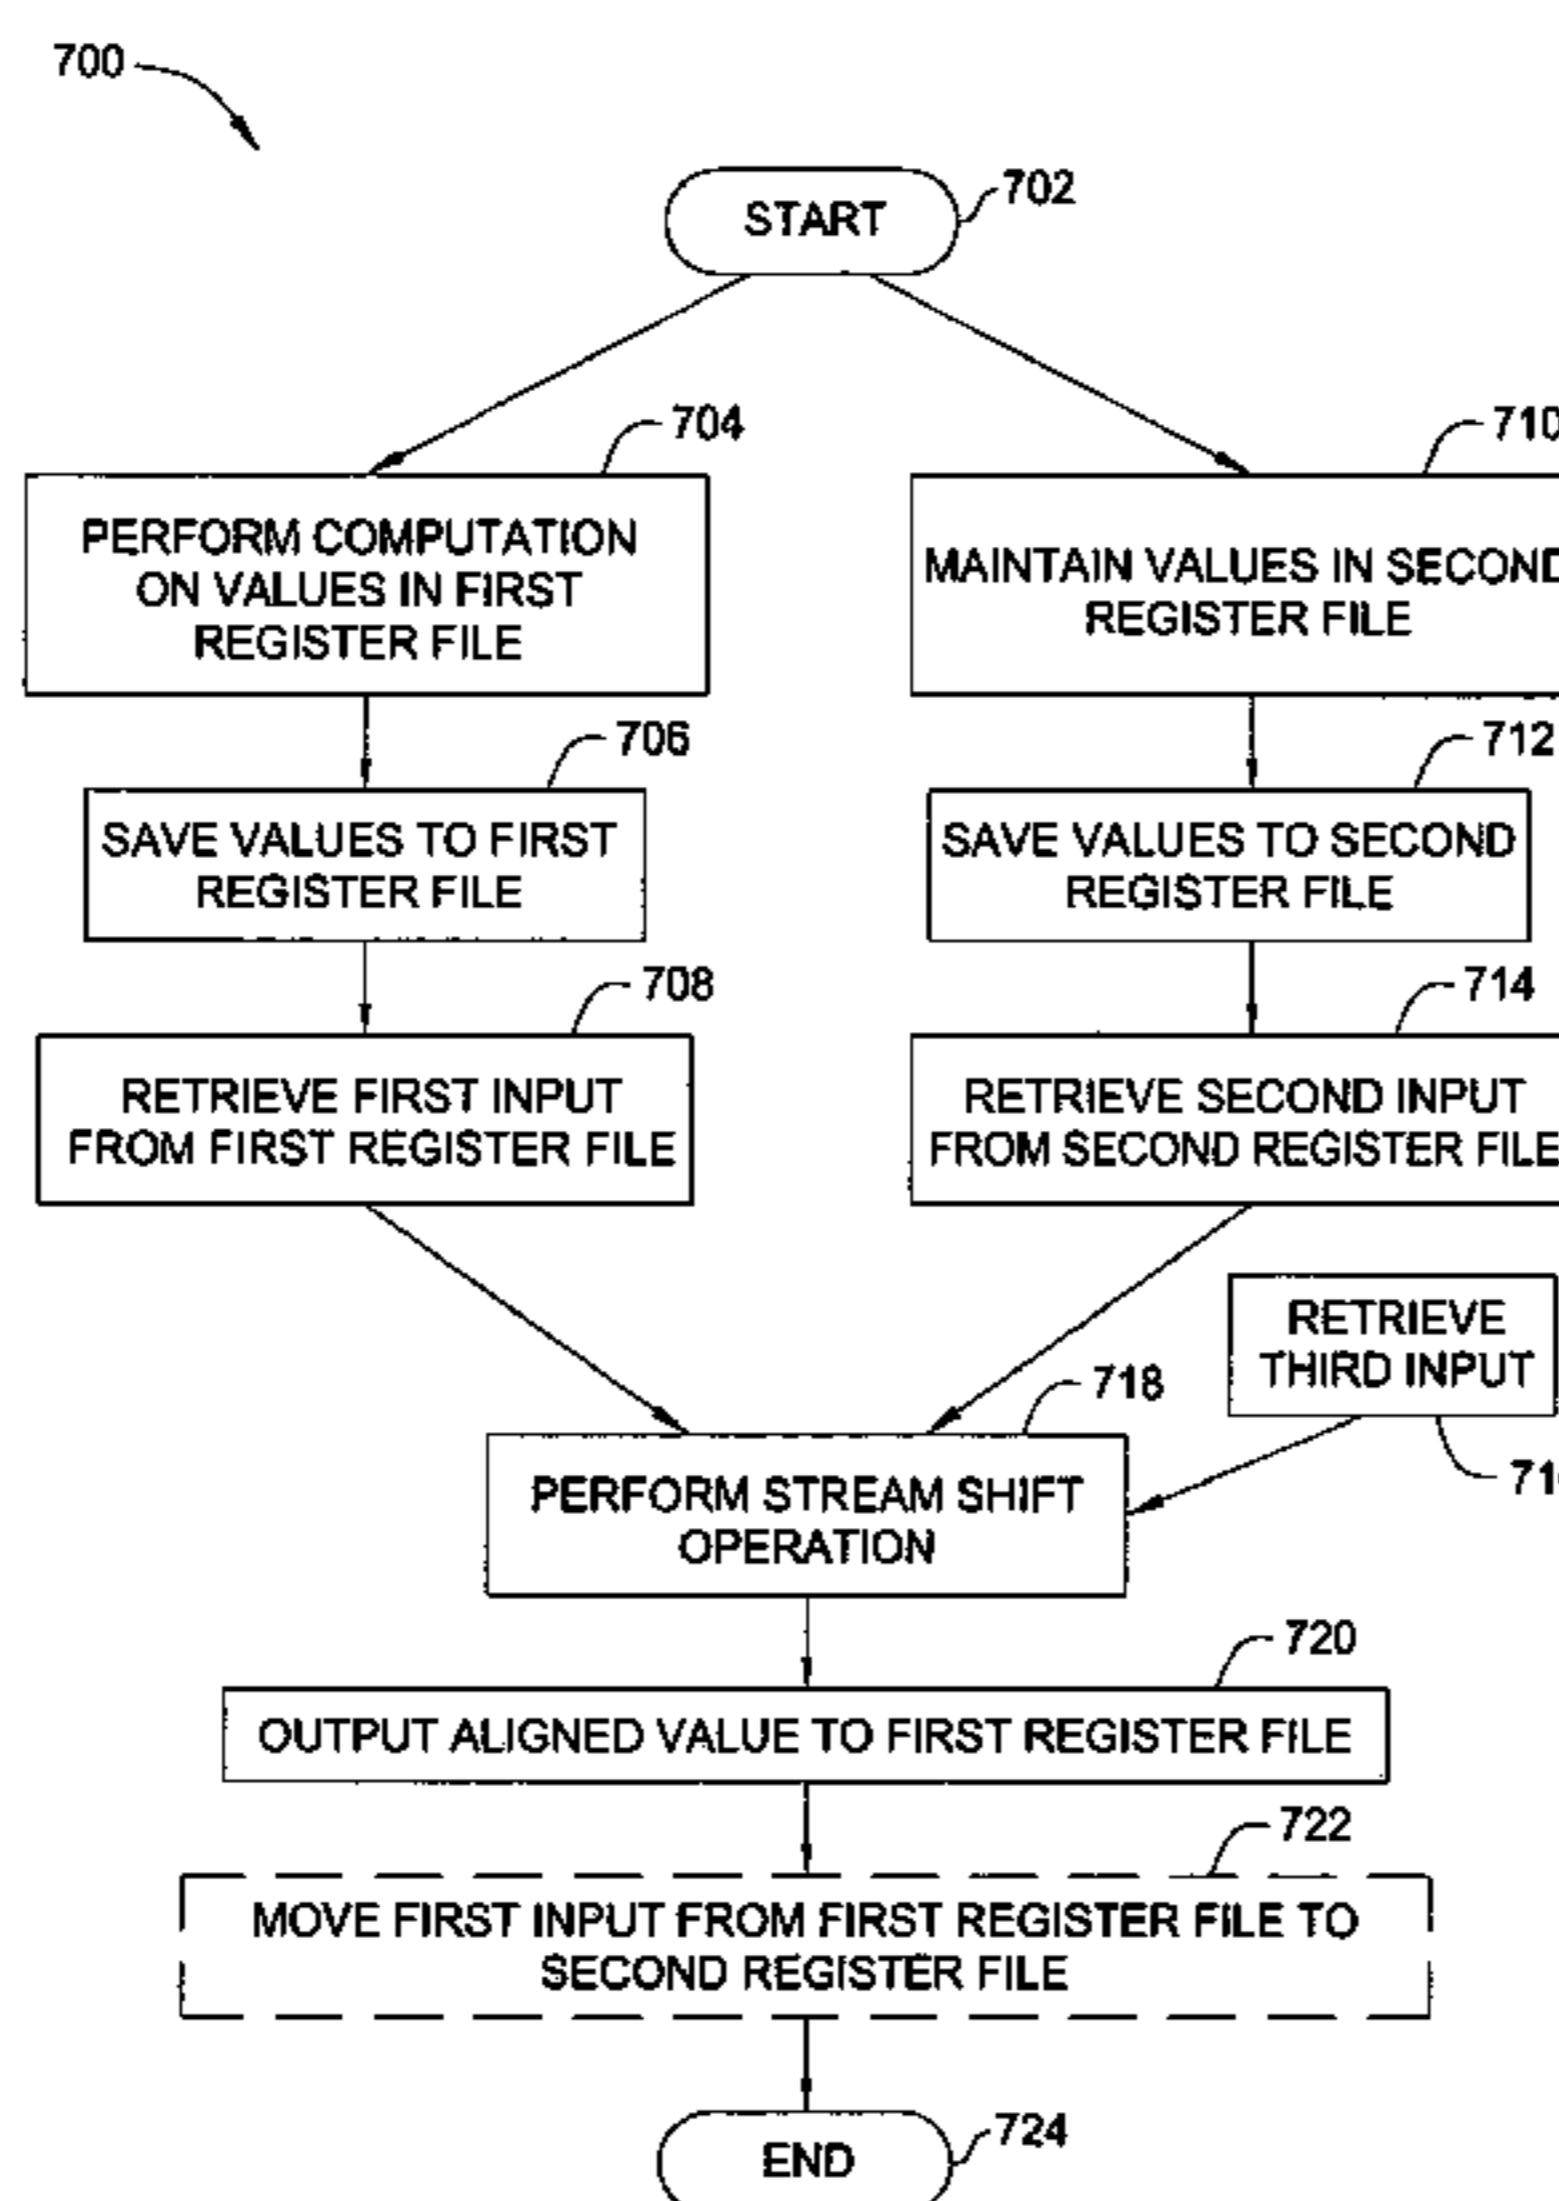 700
START
702
704
PERFORM COMPUTATION
ON VALUES IN FIRST
REGISTER FILE
710
MAINTAIN VALUES IN SECOND
REGISTER FILE
706
SAVE VALUES TO FIRST
REGISTER FILE
712
SAVE VALUES TO SECOND
REGISTER FILE
708
RETRIEVE FIRST INPUT
FROM FIRST REGISTER FILE
714
RETRIEVE SECOND INPUT
FROM SECOND REGISTER FILE
RETRIEVE
THIRD INPUT
718
PERFORM STREAM SHIFT
OPERATION
720
OUTPUT ALIGNED VALUE TO FIRST REGISTER FILE
722
MOVE FIRST INPUT FROM FIRST REGISTER FILE TO
SECOND REGISTER FILE
END
724